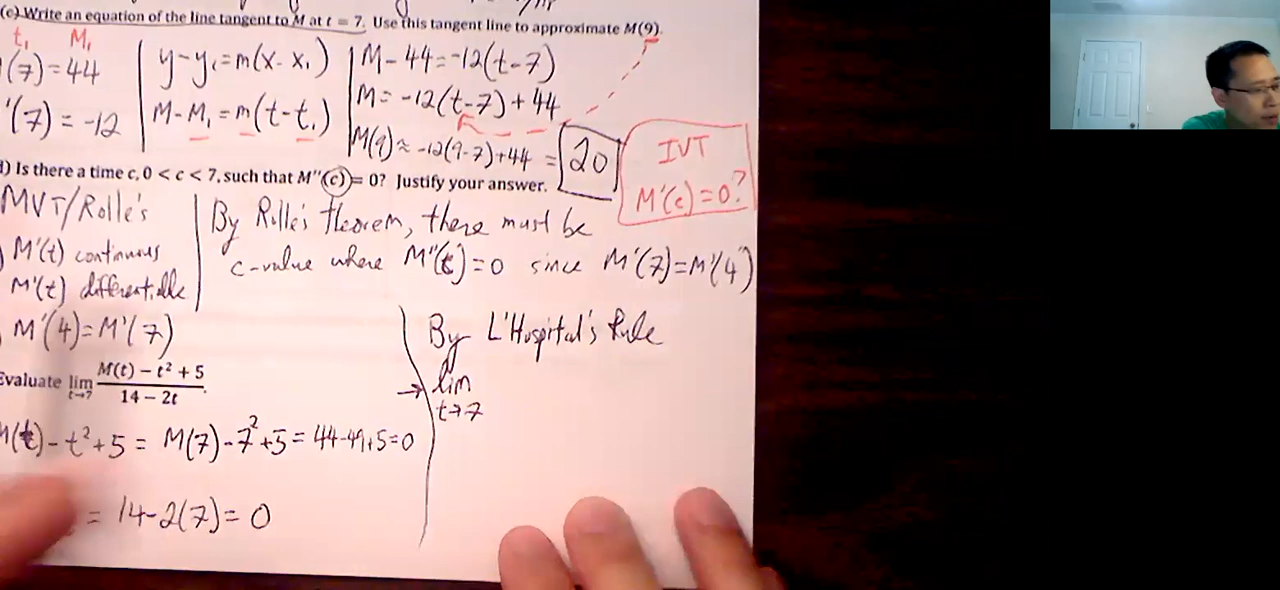 (c) Write an equation of the line tangent to M at t = 7. Use this tangent line to approximate M(9).
t₁ M₁
(7)=44
'(7) = -12
y-y₁=m(x-x₁)
M-M₁=m(t-t₁)
M-44=-12(t-7)
M=-12(t-7)+44
M(9)≈-12(9-7)+44=20
IVT
M'(c)=0?
) Is there a time c, 0 < c < 7, such that M''(c) = 0? Justify your answer.
MVT/Rolle's
M'(t) continuous
M'(t) differentiable
M'(4)=M'(7)
By Rolle's theorem, there must be
c-value where M''(t)=0 since M'(7)=M'(4)
Evaluate lim t→7 M(t) − t² + 5 / 14 − 2t.
M(t)-t²+5= M(7)-7²+5=44-49+5=0
= 14-2(7)=0
By L'Hospital's Rule
→ lim
t→7